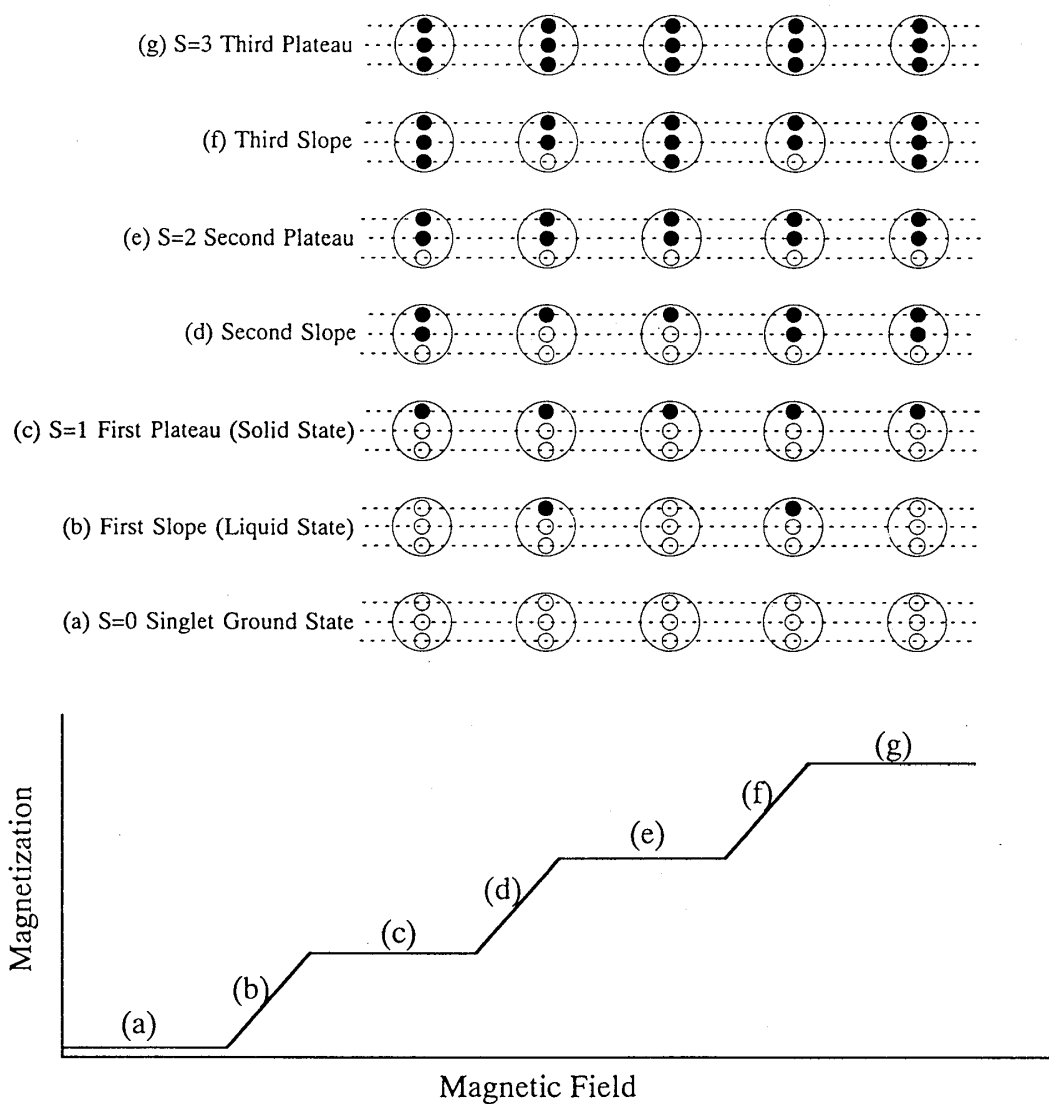 (g) S=3 Third Plateau
(f) Third Slope
(e) S=2 Second Plateau
(d) Second Slope
(c) S=1 First Plateau (Solid State)
(b) First Slope (Liquid State)
(a) S=0 Singlet Ground State
Magnetization
(g)
(f)
(e)
(d)
(c)
(b)
(a)
Magnetic Field